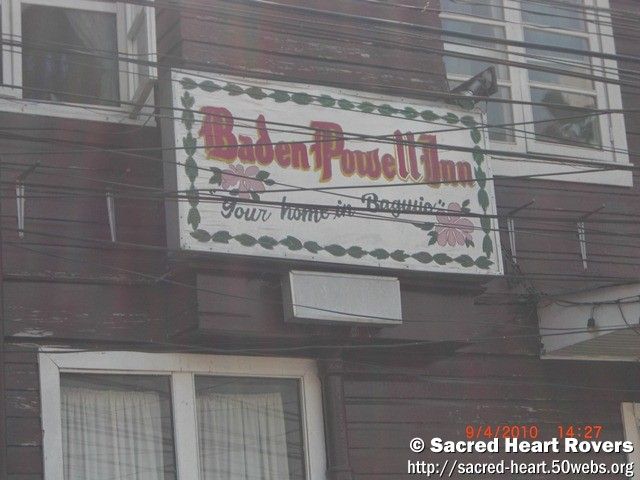 Baden Powell Inn
"Your home in Baguio"
9/4/2010 14:27
© Sacred Heart Rovers
http://sacred-heart.50webs.org